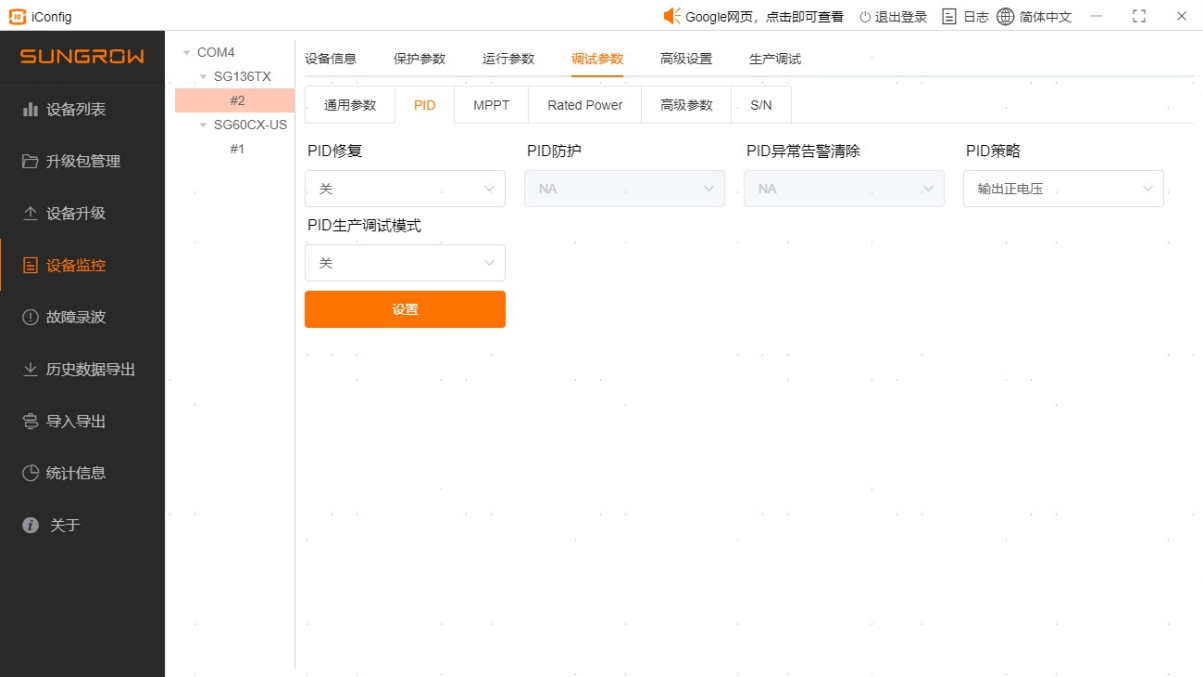 iConfig
Google网页，点击即可查看 退出登录 日志 简体中文
SUNGROW
设备列表
升级包管理
设备升级
设备监控
故障录波
历史数据导出
导入导出
统计信息
关于
COM4
SG136TX
#2
SG60CX-US
#1
设备信息 保护参数 运行参数 调试参数 高级设置 生产调试
通用参数 PID MPPT Rated Power 高级参数 S/N
PID修复 PID防护 PID异常告警清除 PID策略
关 NA NA 输出正电压
PID生产调试模式
关
设置